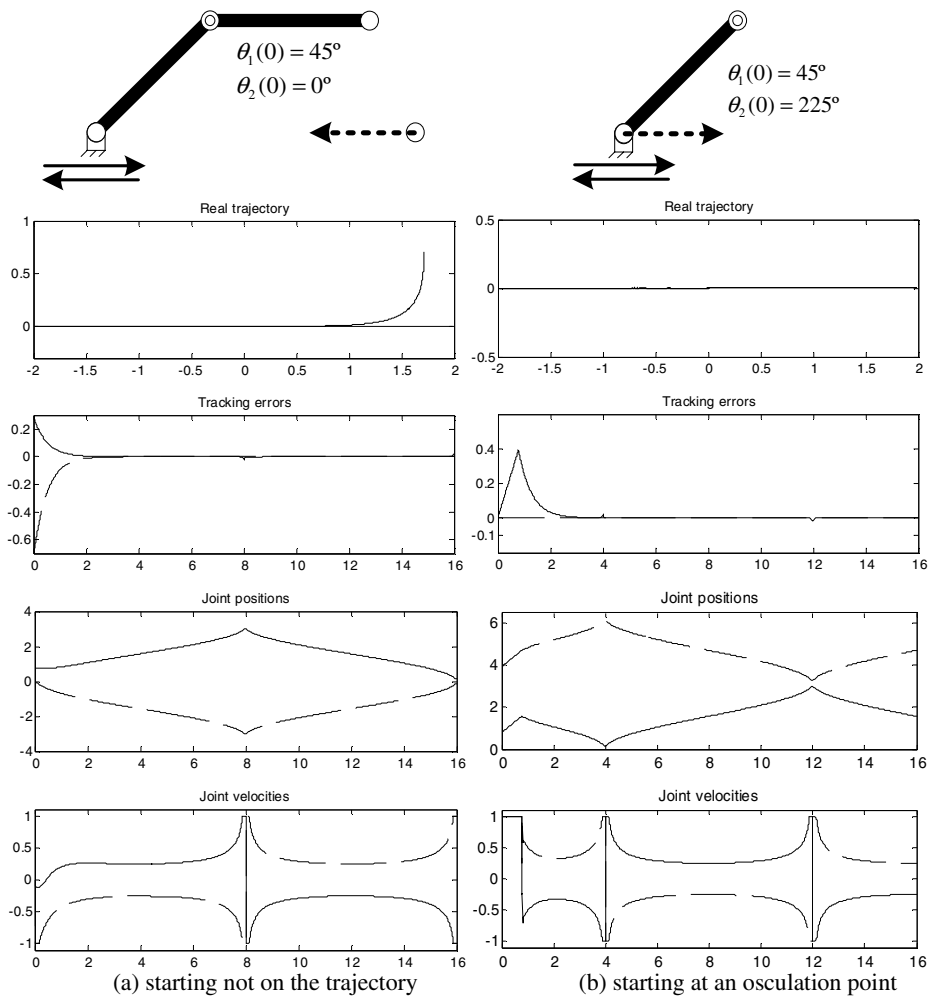 θ₁(0) = 45º
θ₂(0) = 0º
θ₁(0) = 45º
θ₂(0) = 225º
Real trajectory
1
0.5
0
-2 -1.5 -1 -0.5 0 0.5 1 1.5 2
Real trajectory
0.5
0
-0.5
-2 -1.5 -1 -0.5 0 0.5 1 1.5 2
Tracking errors
0.2
0
-0.2
-0.4
-0.6
0 2 4 6 8 10 12 14 16
Tracking errors
0.4
0.2
0
-0.1
0 2 4 6 8 10 12 14 16
Joint positions
4
2
0
-2
-4
0 2 4 6 8 10 12 14 16
Joint positions
6
4
2
0
0 2 4 6 8 10 12 14 16
Joint velocities
1
0.5
0
-0.5
-1
0 2 4 6 8 10 12 14 16
Joint velocities
1
0.5
0
-0.5
-1
0 2 4 6 8 10 12 14 16
(a) starting not on the trajectory
(b) starting at an osculation point